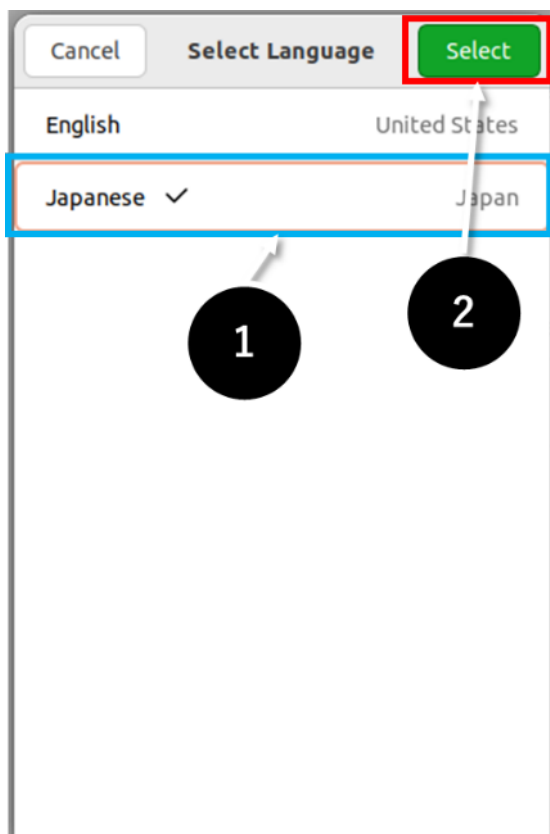 Cancel Select Language Select
English United States
Japanese ✓ Japan
1
2